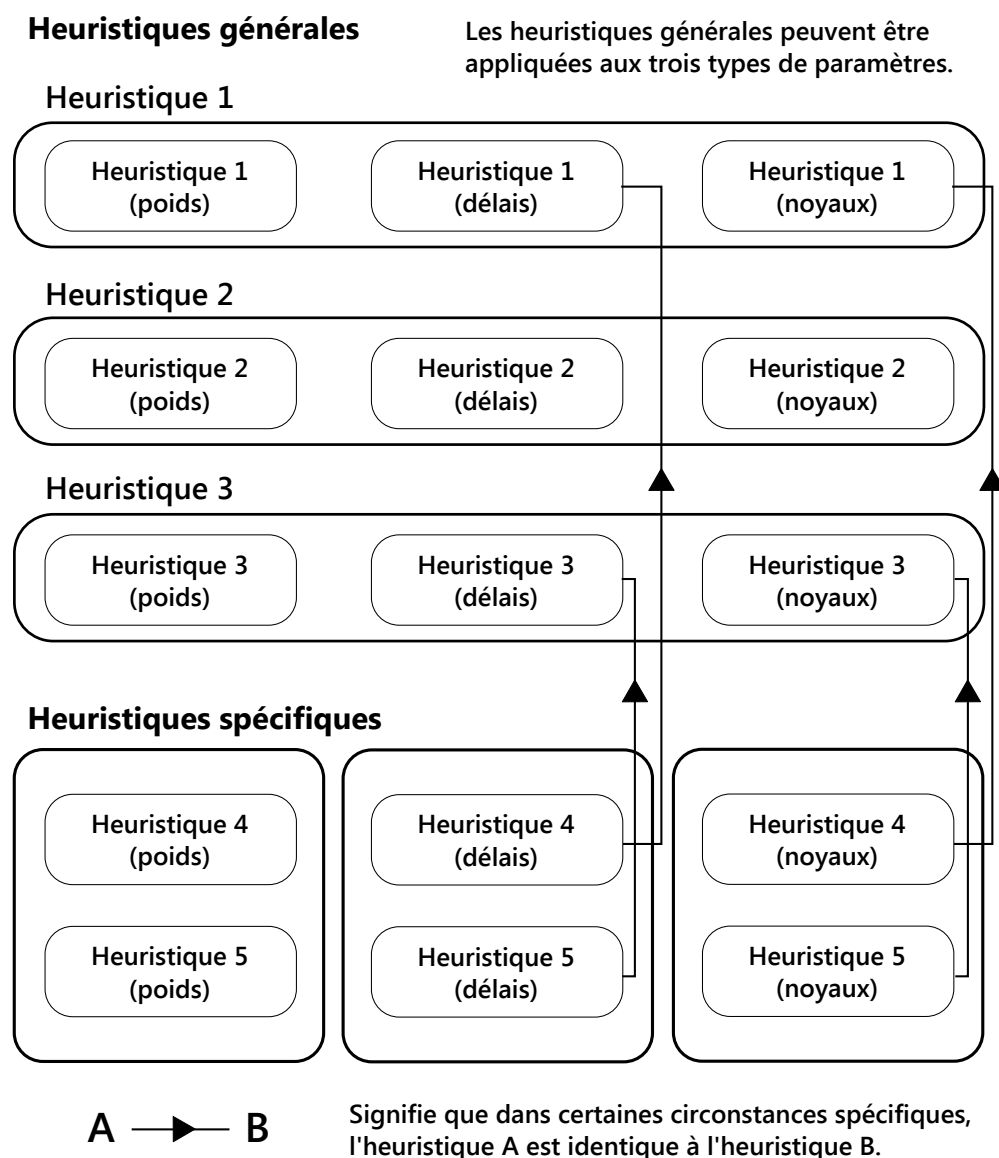 Heuristiques générales
Les heuristiques générales peuvent être
appliquées aux trois types de paramètres.
Heuristique 1
Heuristique 1
(poids)
Heuristique 1
(délais)
Heuristique 1
(noyaux)
Heuristique 2
Heuristique 2
(poids)
Heuristique 2
(délais)
Heuristique 2
(noyaux)
Heuristique 3
Heuristique 3
(poids)
Heuristique 3
(délais)
Heuristique 3
(noyaux)
Heuristiques spécifiques
Heuristique 4
(poids)
Heuristique 4
(délais)
Heuristique 4
(noyaux)
Heuristique 5
(poids)
Heuristique 5
(délais)
Heuristique 5
(noyaux)
A B
Signifie que dans certaines circonstances spécifiques,
l'heuristique A est identique à l'heuristique B.